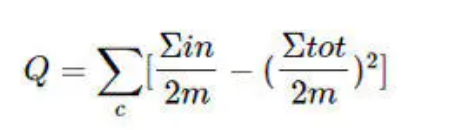 Q = ∑_c [ Σin/2m − ( Σtot/2m )² ]